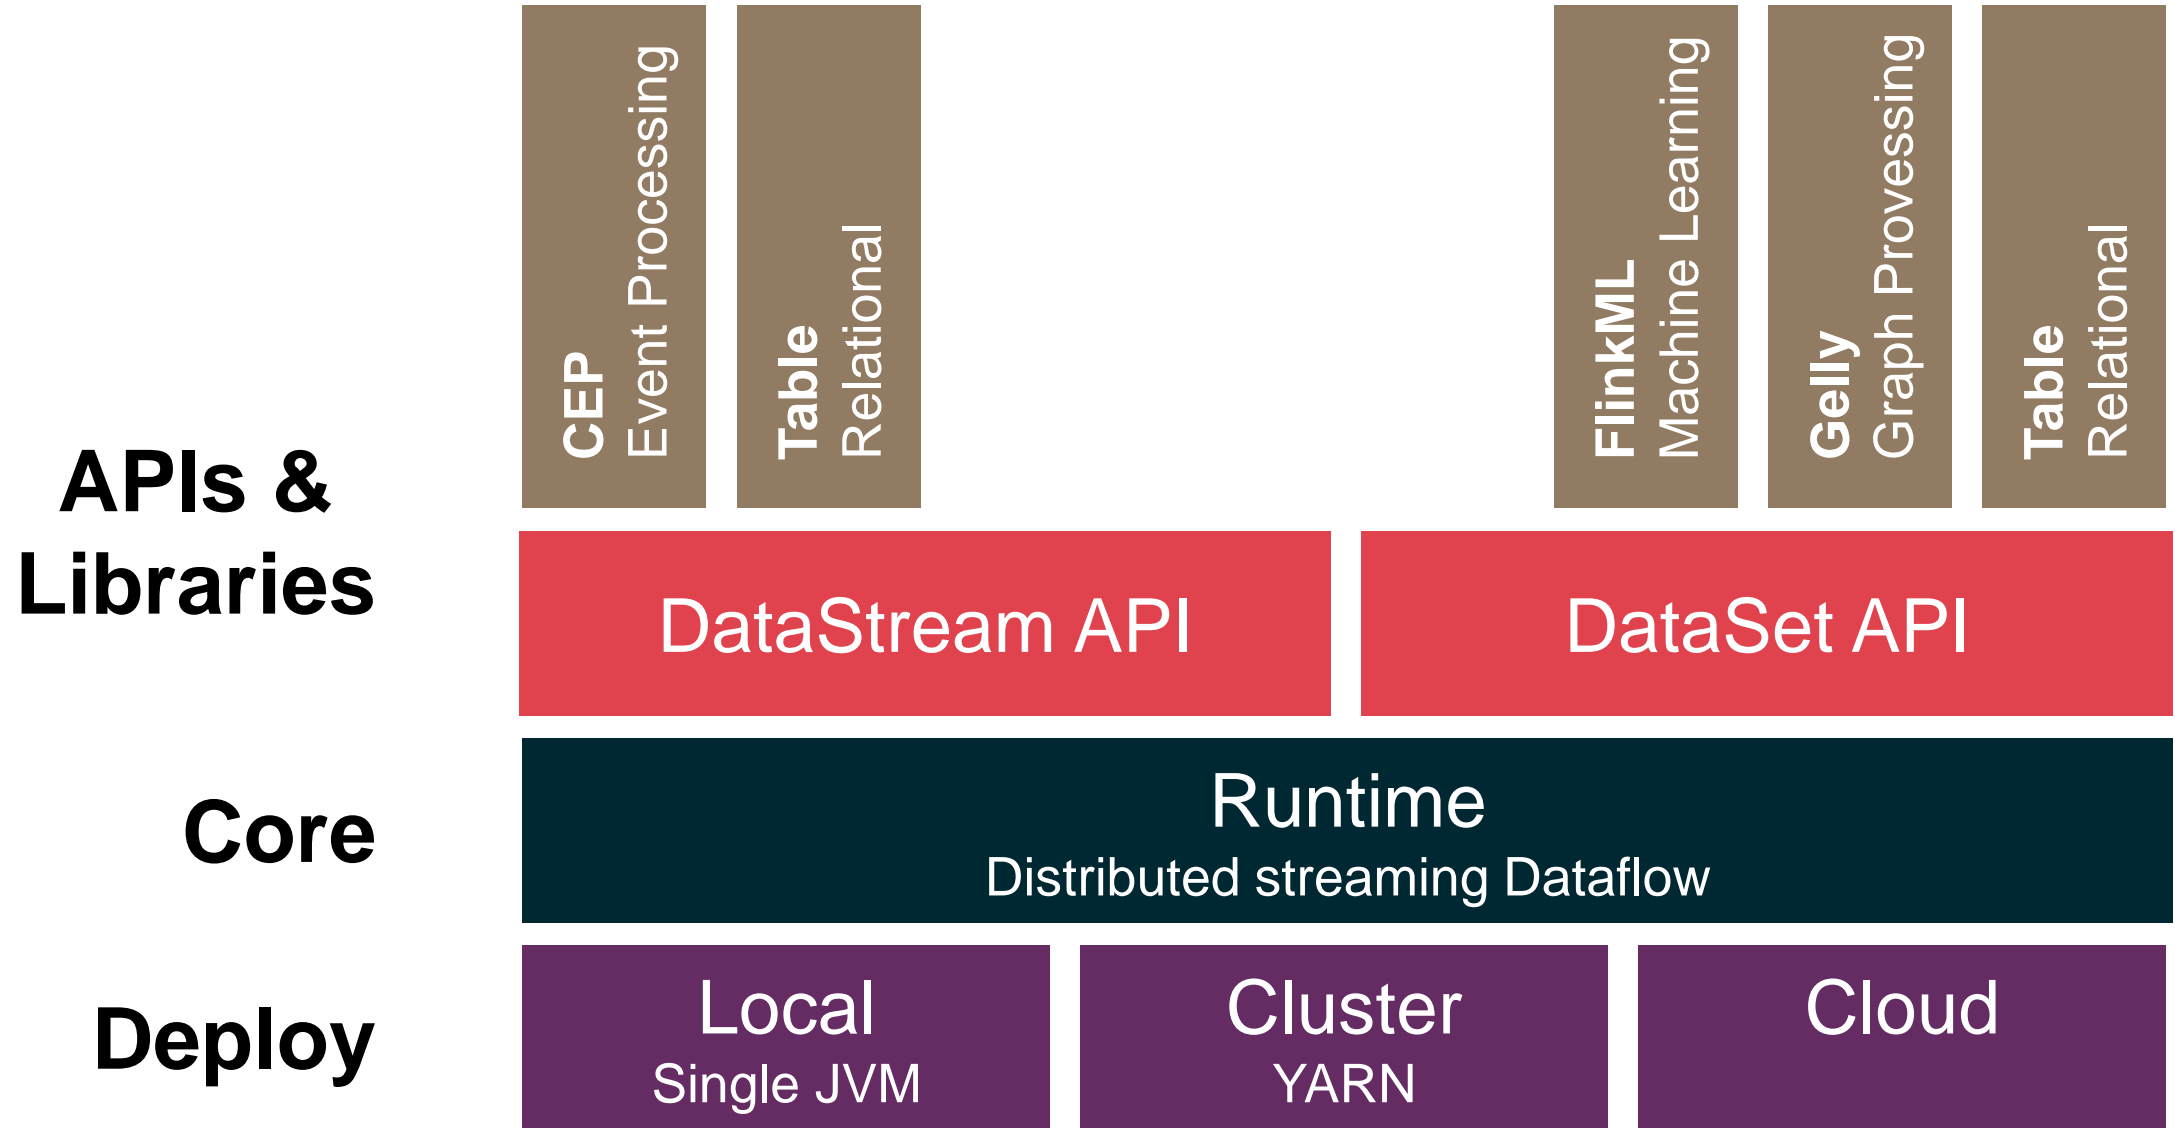 CEP
Event Processing
Table
Relational
FlinkML
Machine Learning
Gelly
Graph Provessing
Table
Relational
APIs &
Libraries
DataStream API
DataSet API
Core
Runtime
Distributed streaming Dataflow
Deploy
Local
Single JVM
Cluster
YARN
Cloud